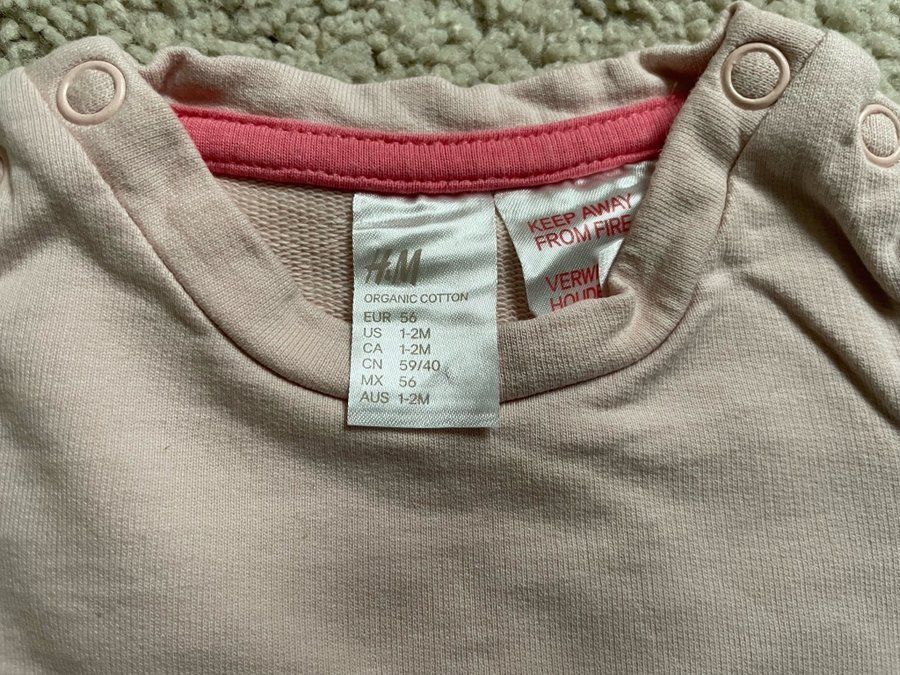 H&M
ORGANIC COTTON
EUR 56
US 1-2M
CA 1-2M
CN 59/40
MX 56
AUS 1-2M
KEEP AWAY
FROM FIRE